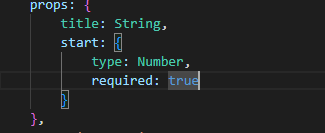 props: {
title: String,
start: {
type: Number,
required: true
}
},